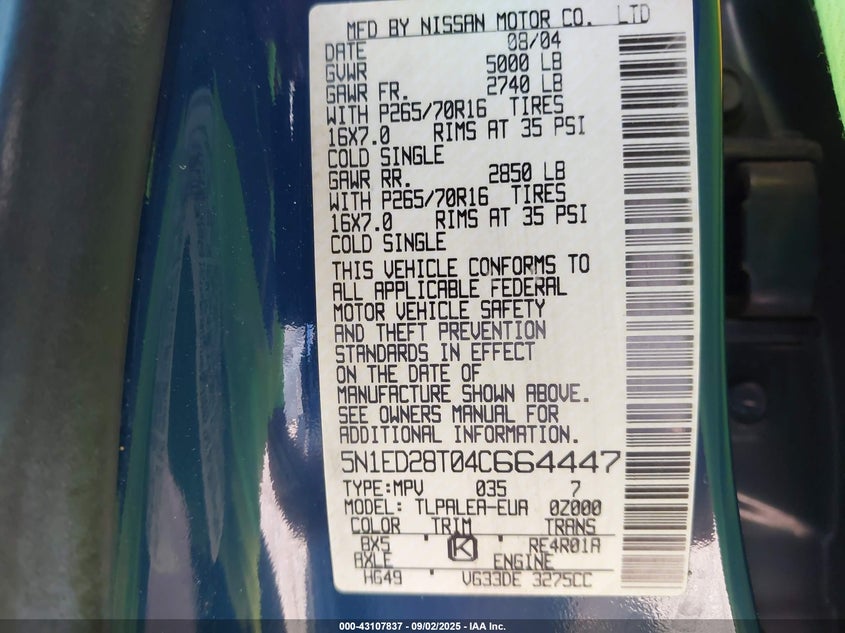 MFD BY NISSAN MOTOR CO. LTD
DATE 08/04
GVWR 5000 LB
GAWR FR. 2740 LB
WITH P265/70R16 TIRES
16X7.0 RIMS AT 35 PSI
COLD SINGLE
GAWR RR. 2850 LB
WITH P265/70R16 TIRES
16X7.0 RIMS AT 35 PSI
COLD SINGLE
THIS VEHICLE CONFORMS TO
ALL APPLICABLE FEDERAL
MOTOR VEHICLE SAFETY
AND THEFT PREVENTION
STANDARDS IN EFFECT
ON THE DATE OF
MANUFACTURE SHOWN ABOVE.
SEE OWNERS MANUAL FOR
ADDITIONAL INFORMATION.
5N1ED28T04C664447
TYPE:MPV 035 7
MODEL: TLPALEA-EUA 0Z000
COLOR TRIM TRANS
BX5 K RE4R01A
AXLE ENGINE
HG49 VG33DE 3275CC
000-43107837 - 09/02/2025 - IAA Inc.